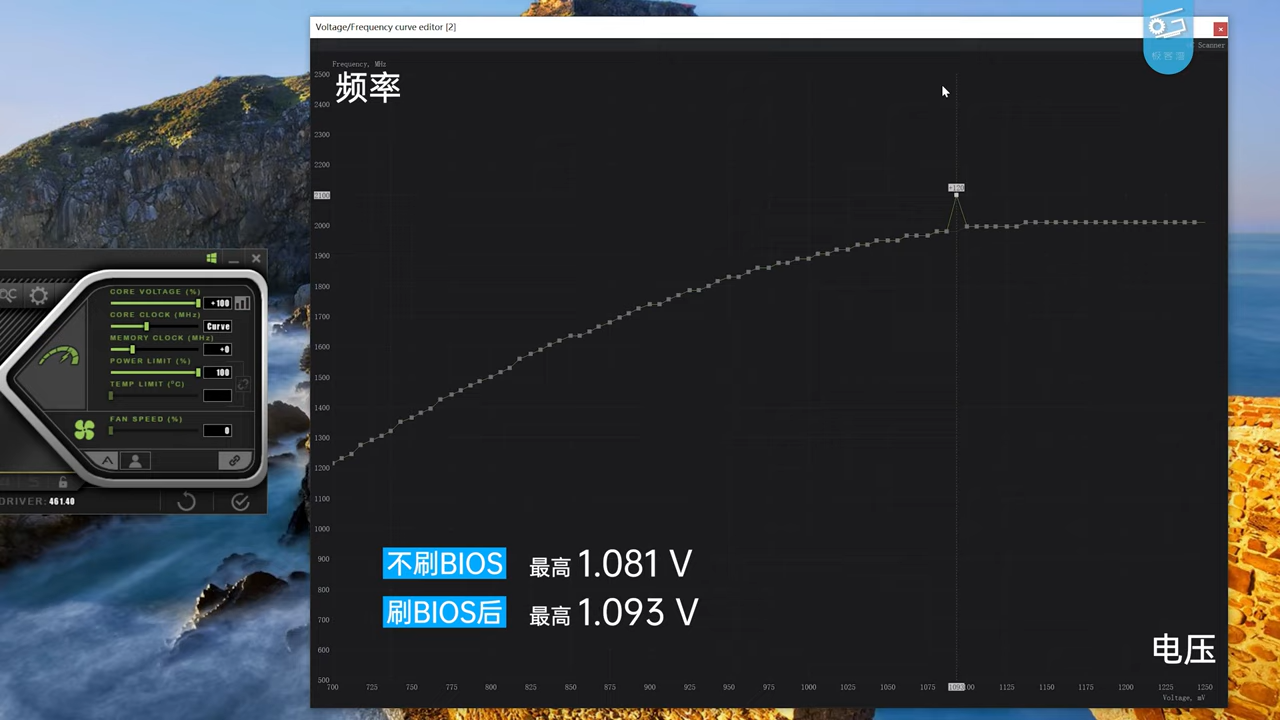 Voltage/Frequency curve editor [2]
极客湾
Scanner
Frequency, MHz
频率
2500
2400
2300
2200
2100
2000
1900
1800
1700
1600
1500
1400
1300
1200
1100
1000
900
800
700
600
500
+120
CORE VOLTAGE (%)
+100
CORE CLOCK (MHz)
Curve
MEMORY CLOCK (MHz)
+0
POWER LIMIT (%)
100
TEMP LIMIT (°C)
FAN SPEED (%)
0
DRIVER: 461.40
不刷BIOS 最高 1.081 V
刷BIOS后 最高 1.093 V
电压
700 725 750 775 800 825 850 875 900 925 950 975 1000 1025 1050 1075 1093 1125 1150 1175 1200 1225 1250
Voltage, mV